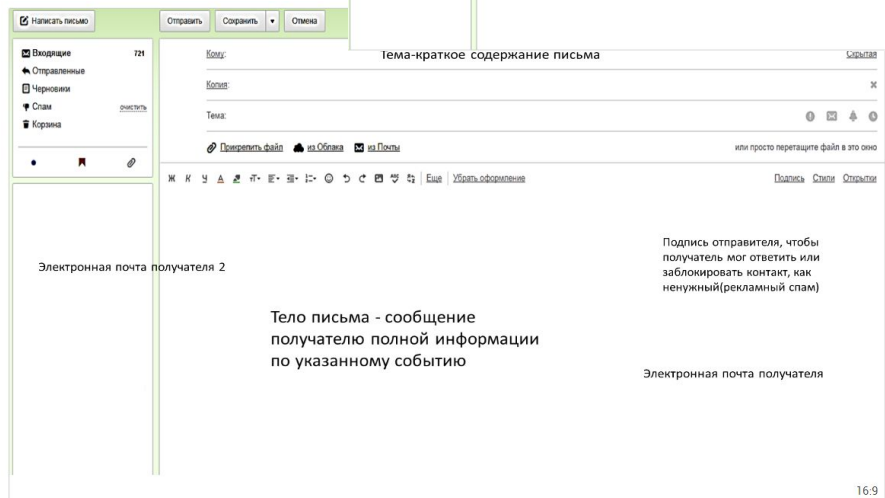 Написать письмо
Отправить Сохранить Отмена
Входящие 721
Отправленные
Черновики
Спам очистить
Корзина
Кому: Тема-краткое содержание письма Скрытая
Копия:
Тема:
Прикрепить файл из Облака из Почты или просто перетащите файл в это окно
Ж К У А Т Еще Убрать оформление Подпись Стили Открытки
Подпись отправителя, чтобы
получатель мог ответить или
заблокировать контакт, как
ненужный(рекламный спам)
Электронная почта получателя 2
Тело письма - сообщение
получателю полной информации
по указанному событию
Электронная почта получателя
16:9